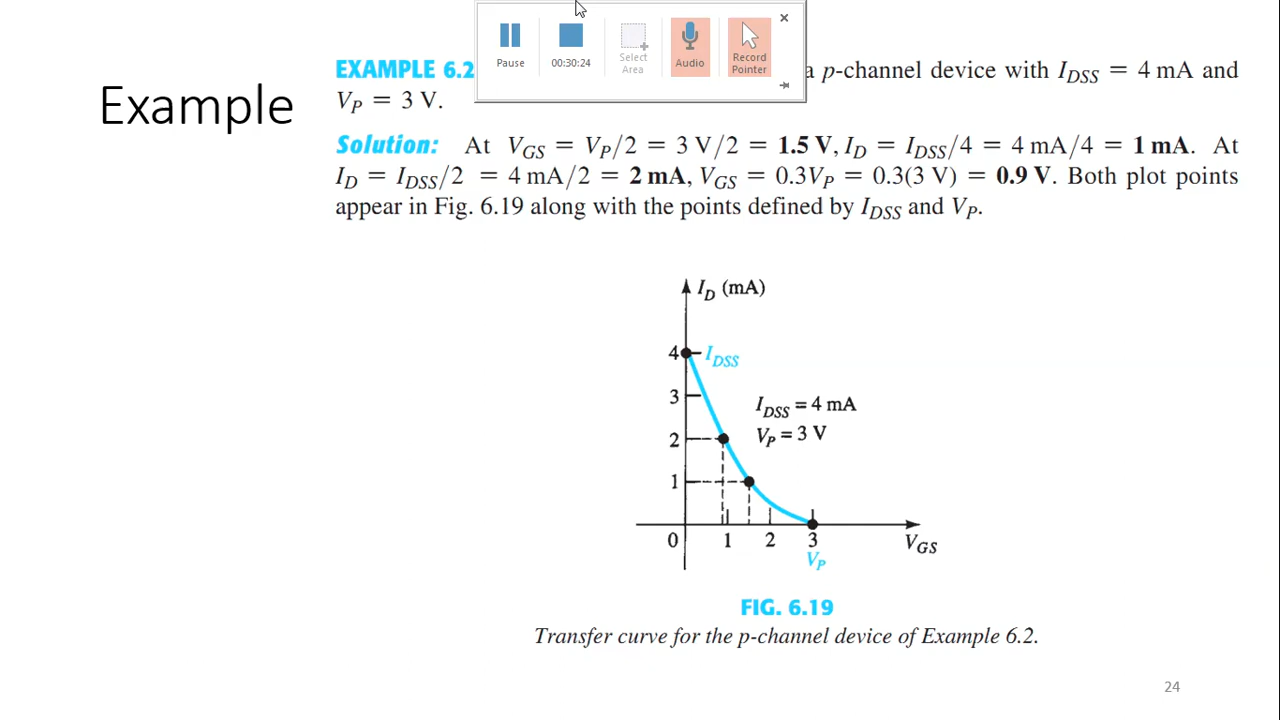 Pause
00:30:24
Select
Area
Audio
Record
Pointer
Example
EXAMPLE 6.2 a p-channel device with I_DSS = 4 mA and
V_P = 3 V.
Solution: At V_GS = V_P/2 = 3 V/2 = 1.5 V, I_D = I_DSS/4 = 4 mA/4 = 1 mA. At
I_D = I_DSS/2 = 4 mA/2 = 2 mA, V_GS = 0.3V_P = 0.3(3 V) = 0.9 V. Both plot points
appear in Fig. 6.19 along with the points defined by I_DSS and V_P.
I_D (mA)
4 I_DSS
3
I_DSS = 4 mA
V_P = 3 V
2
1
0 1 2 3 V_GS
V_P
FIG. 6.19
Transfer curve for the p-channel device of Example 6.2.
24